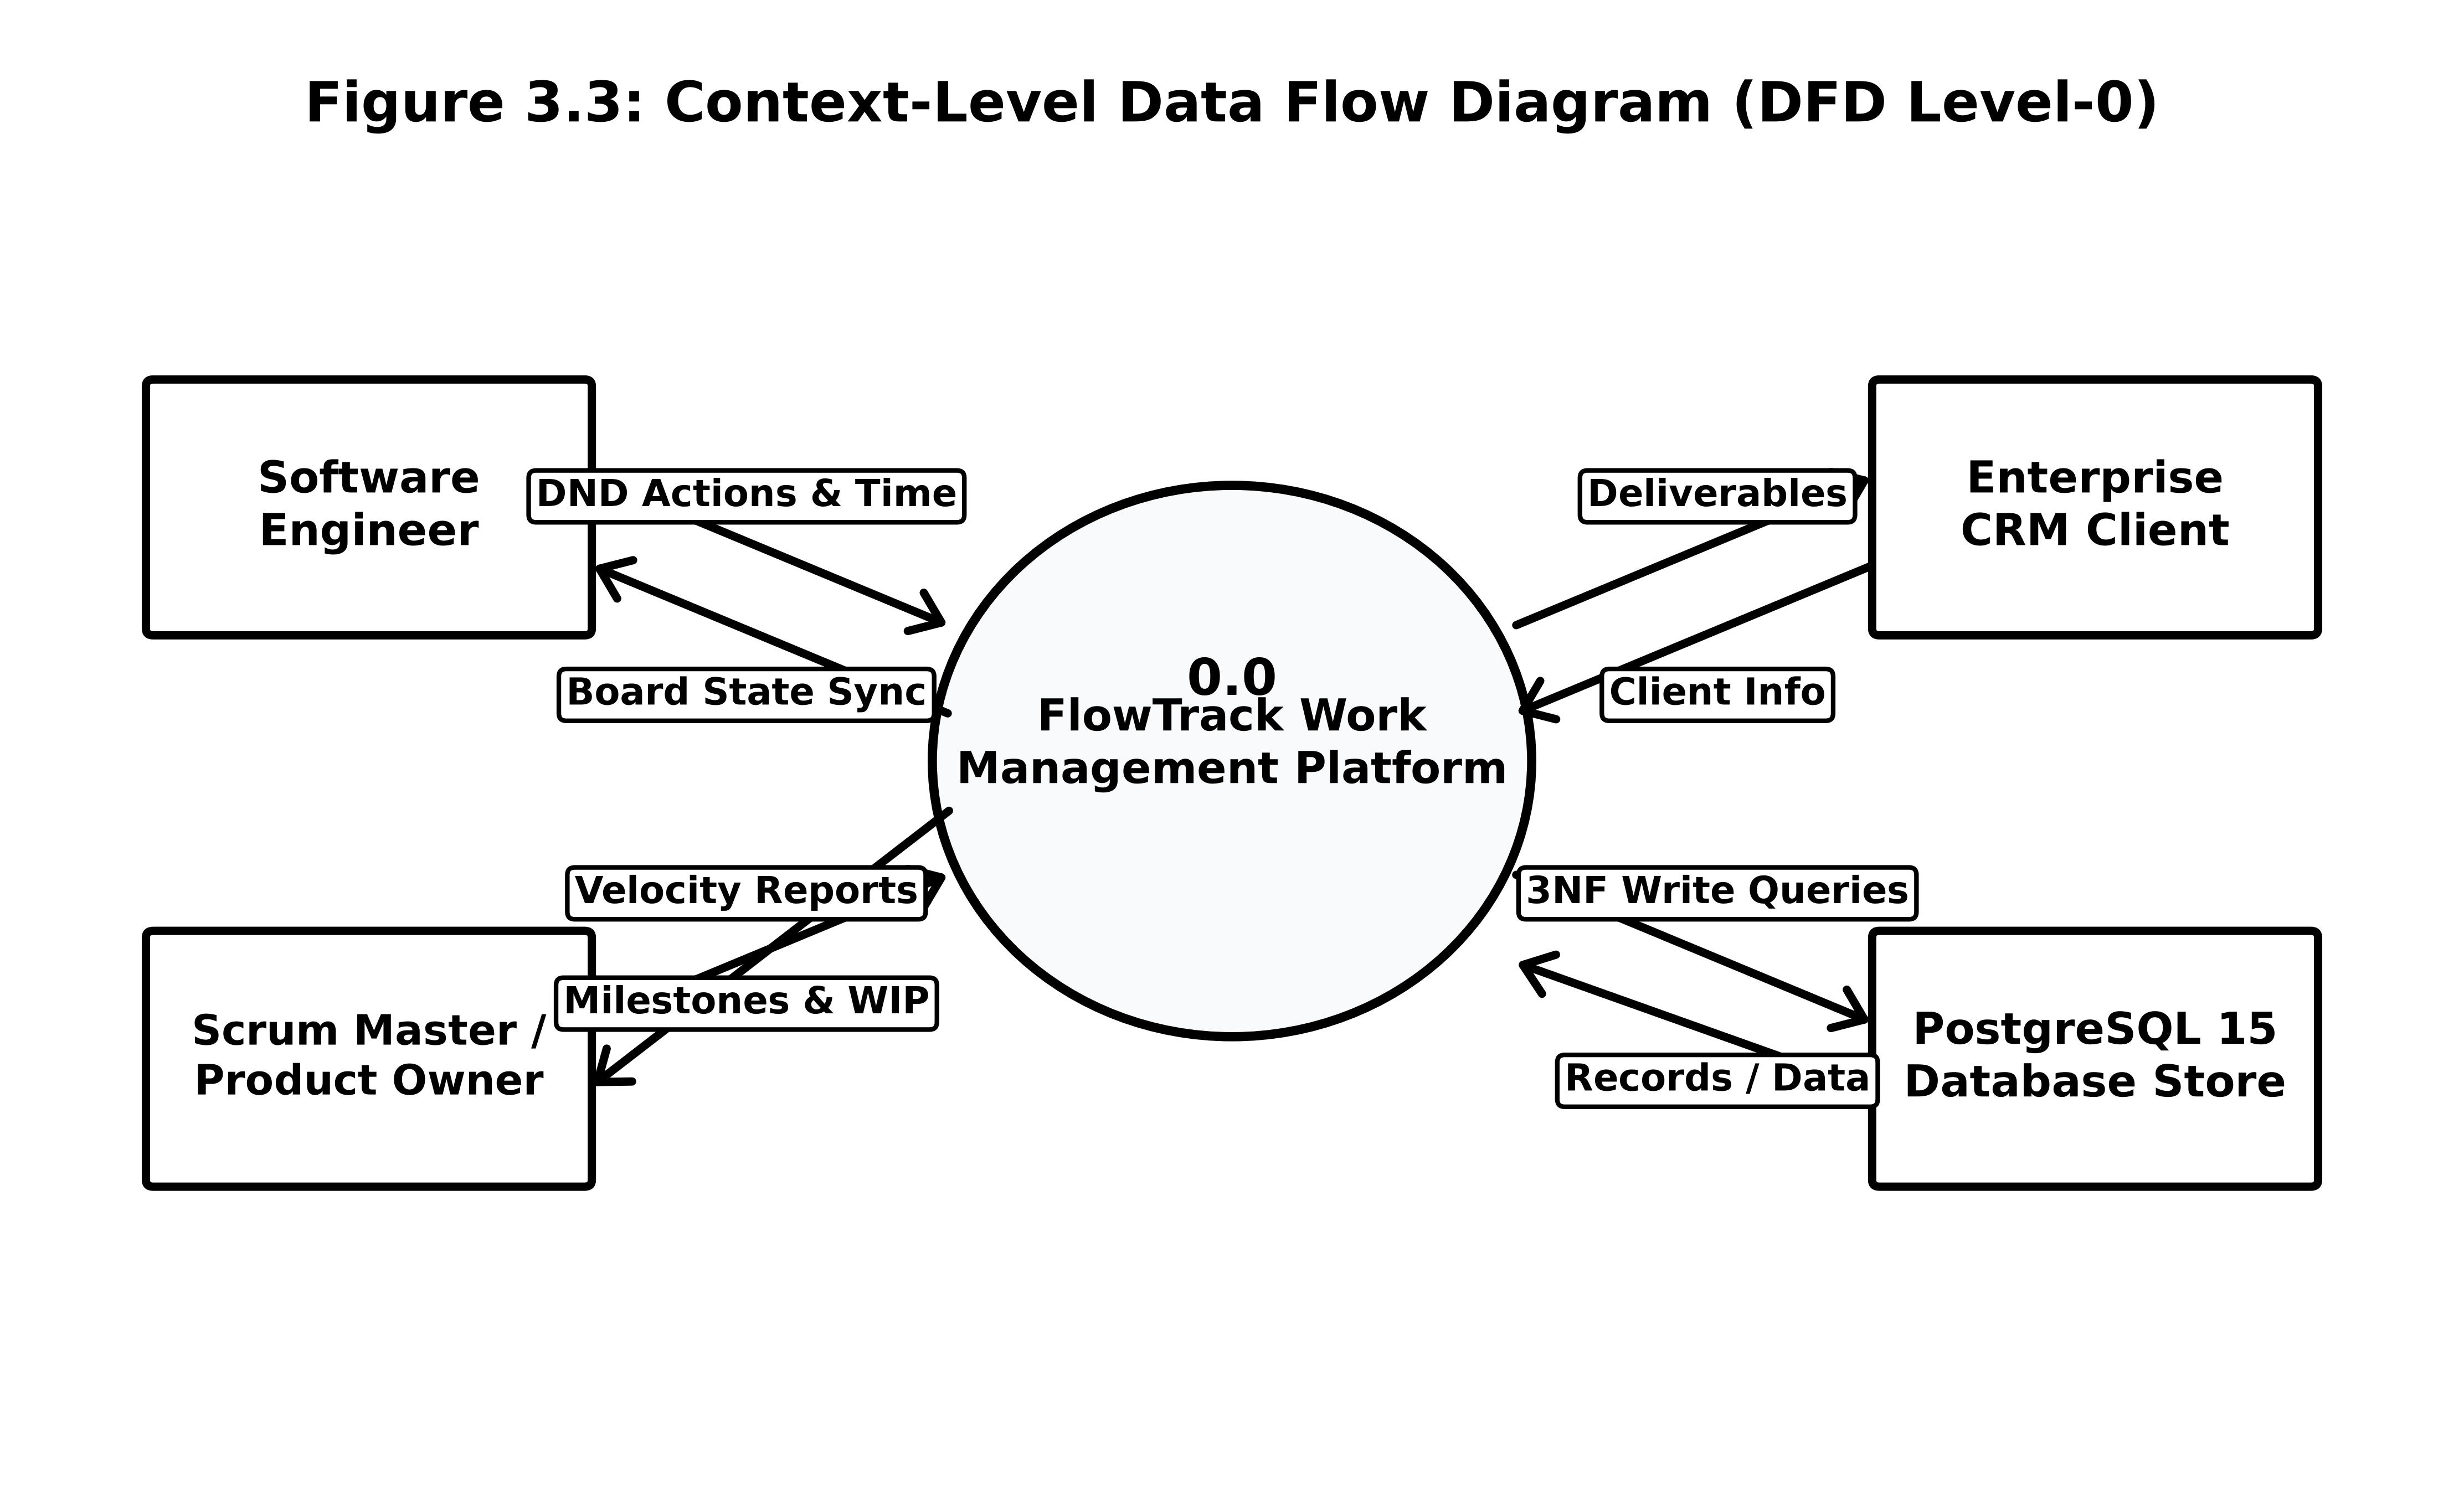 Figure 3.3: Context-Level Data Flow Diagram (DFD Level-0)
Software
Engineer
DND Actions & Time
Board State Sync
Deliverables
Enterprise
CRM Client
Client Info
0.0
FlowTrack Work
Management Platform
Velocity Reports
Milestones & WIP
Scrum Master /
Product Owner
3NF Write Queries
Records / Data
PostgreSQL 15
Database Store